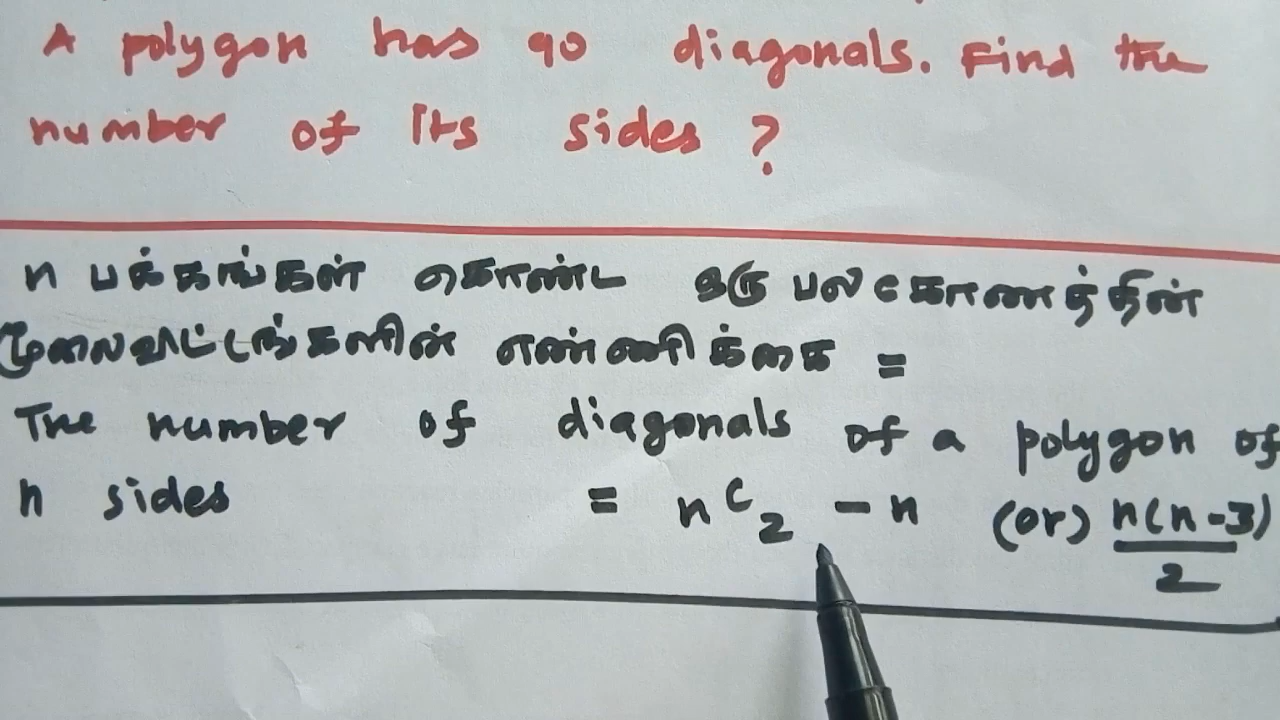 A polygon has 90 diagonals. Find the
number of its sides ?
n பக்கங்கள் கொண்ட ஒரு பலகோணத்தின்
மூலைவிட்டங்களின் எண்ணிக்கை =
The number of diagonals of a polygon of
n sides = nC₂ - n (or) n(n-3)/2